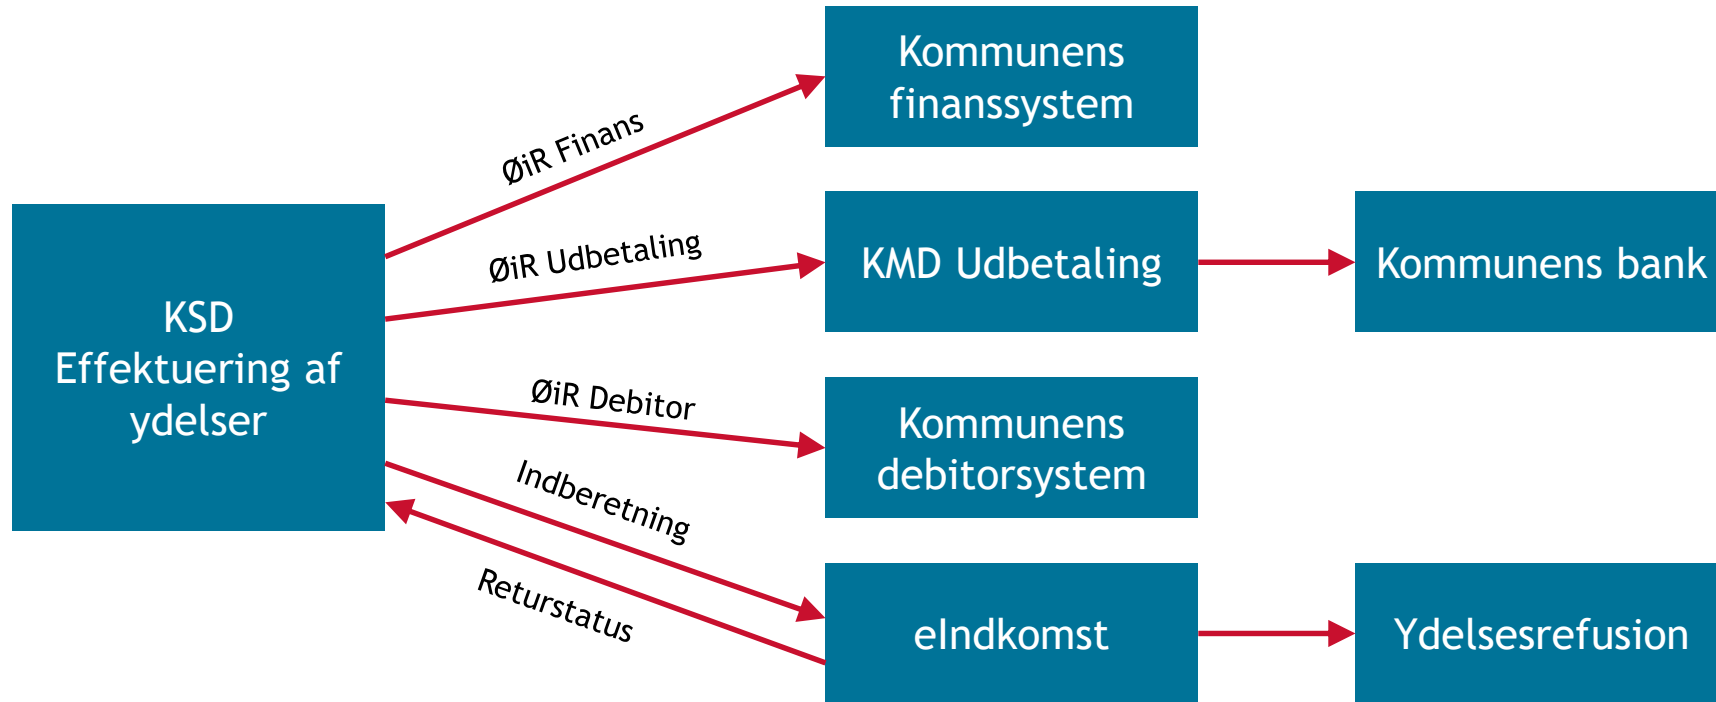 KSD
Effektuering af
ydelser
ØiR Finans
Kommunens
finanssystem
ØiR Udbetaling
KMD Udbetaling
Kommunens bank
ØiR Debitor
Kommunens
debitorsystem
Indberetning
Returstatus
eIndkomst
Ydelsesrefusion